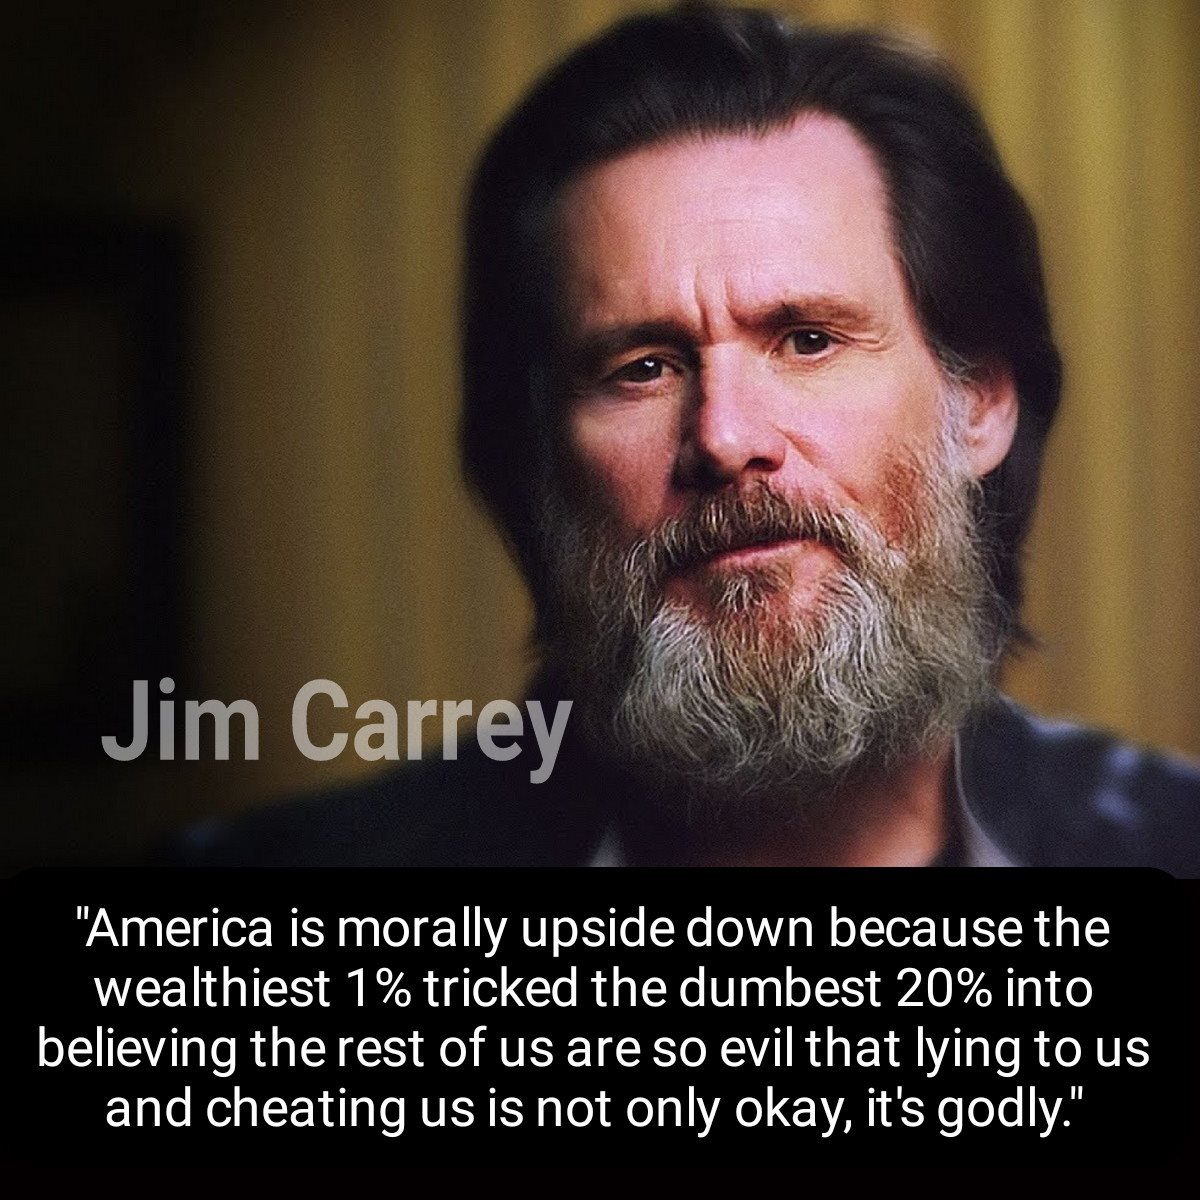 Jim Carrey
"America is morally upside down because the
wealthiest 1% tricked the dumbest 20% into
believing the rest of us are so evil that lying to us
and cheating us is not only okay, it's godly."